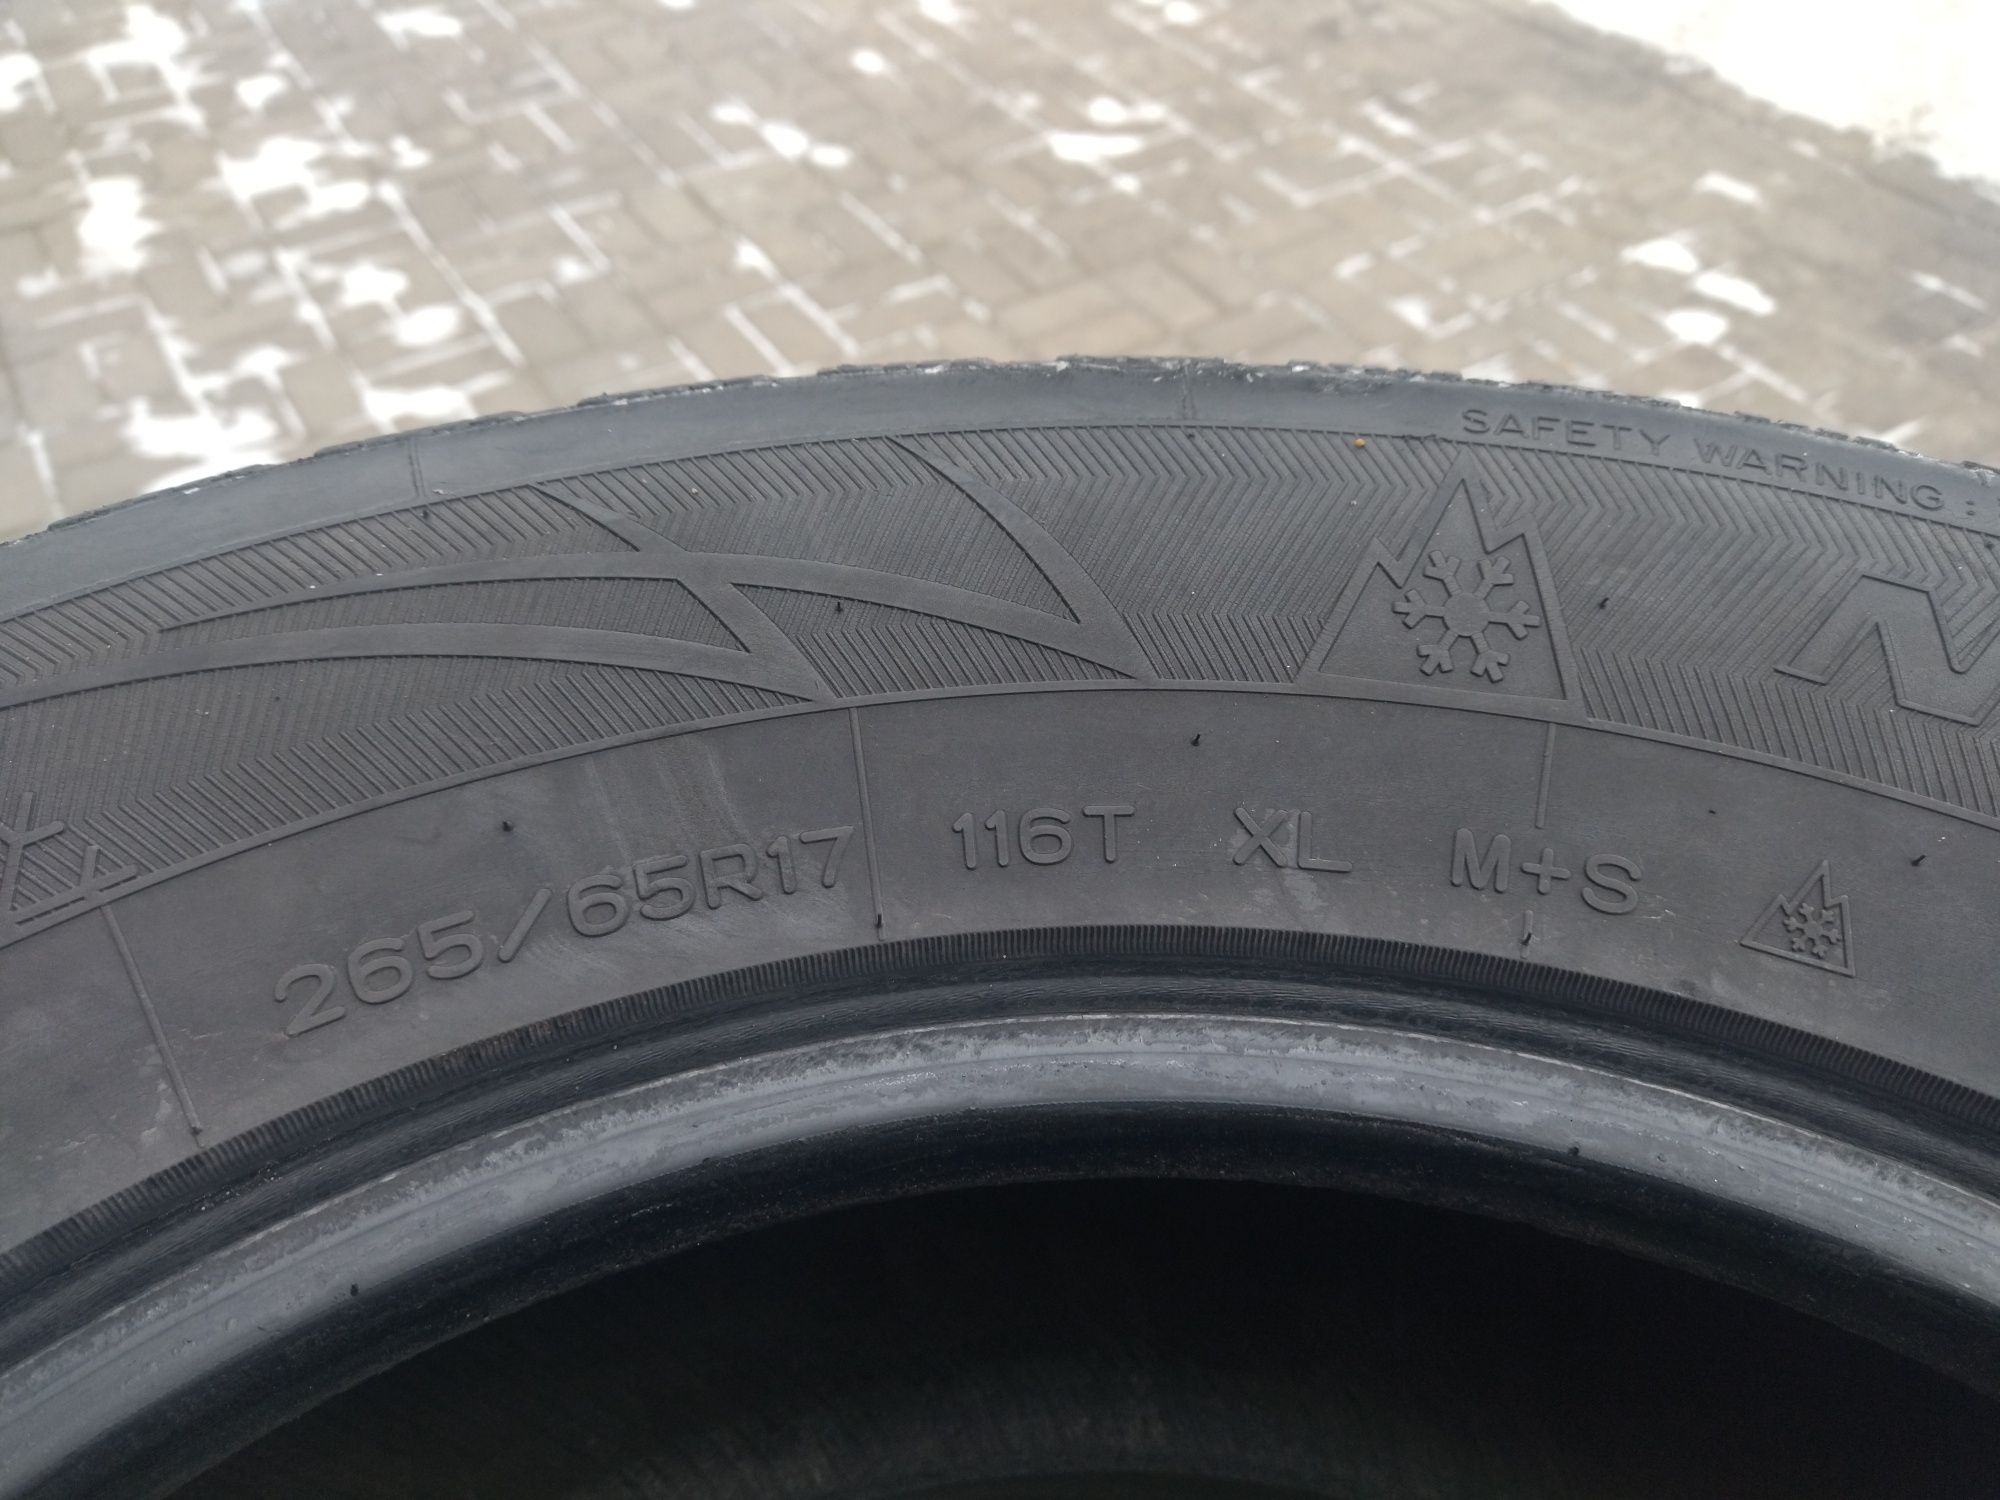 SAFETY WARNING :
N
265/65R17 116T XL M+S